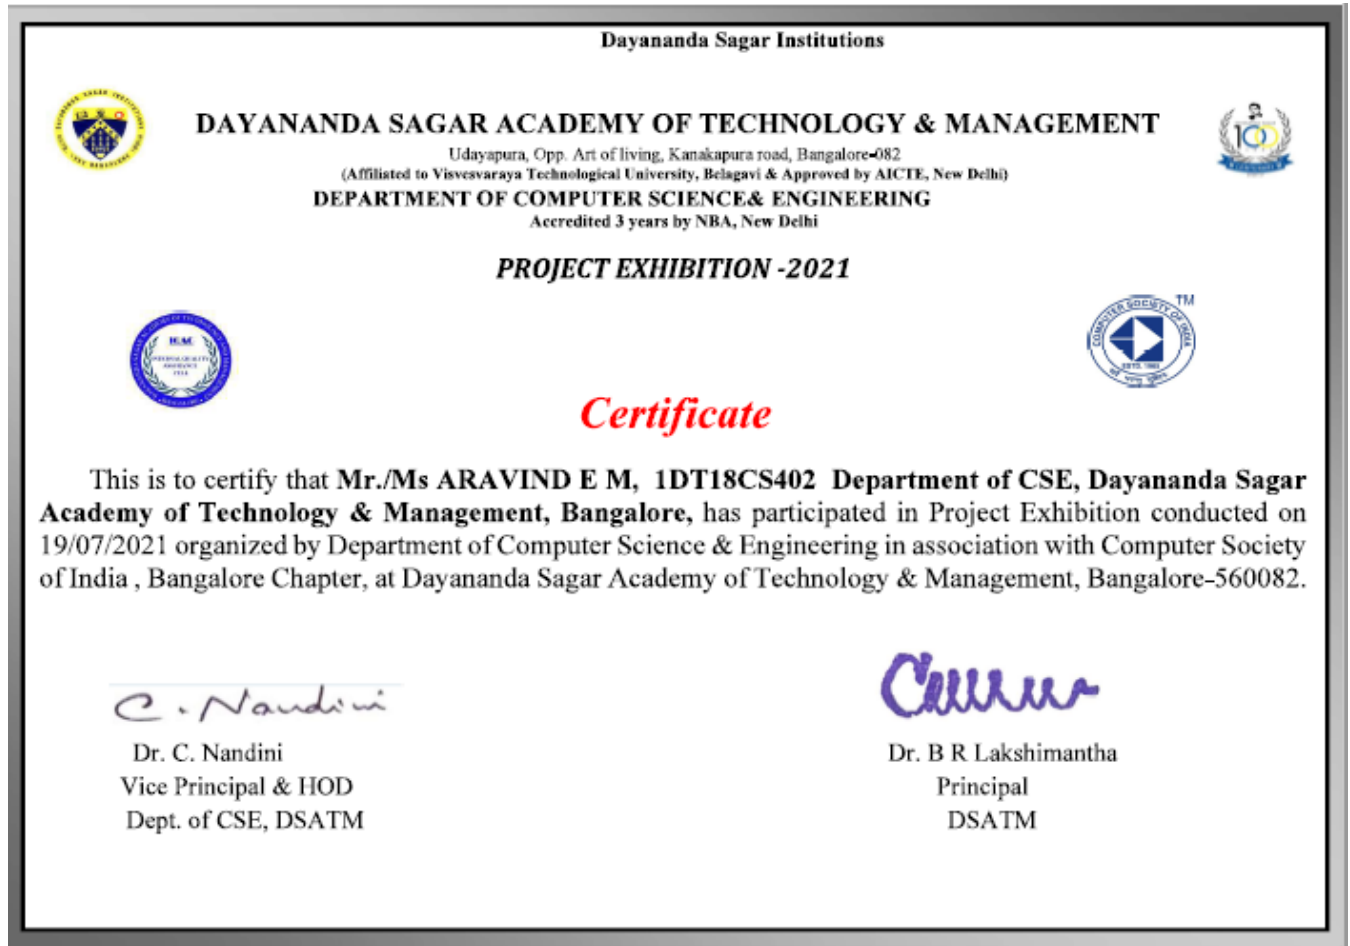 Dayananda Sagar Institutions
DAYANANDA SAGAR ACADEMY OF TECHNOLOGY & MANAGEMENT
Udayapura, Opp. Art of living, Kanakapura road, Bangalore-082
(Affiliated to Visvesvaraya Technological University, Belagavi & Approved by AICTE, New Delhi)
DEPARTMENT OF COMPUTER SCIENCE& ENGINEERING
Accredited 3 years by NBA, New Delhi
PROJECT EXHIBITION -2021
COMPUTER SOCIETY OF INDIA
TM
Certificate
This is to certify that Mr./Ms ARAVIND E M, 1DT18CS402 Department of CSE, Dayananda Sagar
Academy of Technology & Management, Bangalore, has participated in Project Exhibition conducted on
19/07/2021 organized by Department of Computer Science & Engineering in association with Computer Society
of India , Bangalore Chapter, at Dayananda Sagar Academy of Technology & Management, Bangalore-560082.
C. Nandini
Dr. C. Nandini
Vice Principal & HOD
Dept. of CSE, DSATM
Dr. B R Lakshimantha
Principal
DSATM